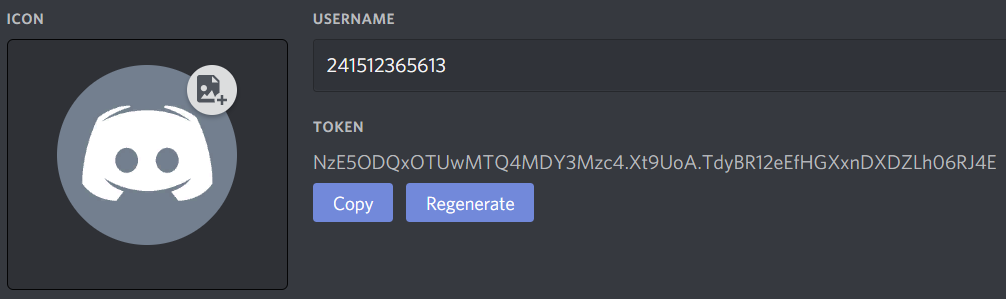 ICON
USERNAME
241512365613
TOKEN
NzE5ODQxOTUwMTQ4MDY3Mzc4.Xt9UoA.TdyBR12eEfHGXxnDXDZLh06RJ4E
Copy
Regenerate